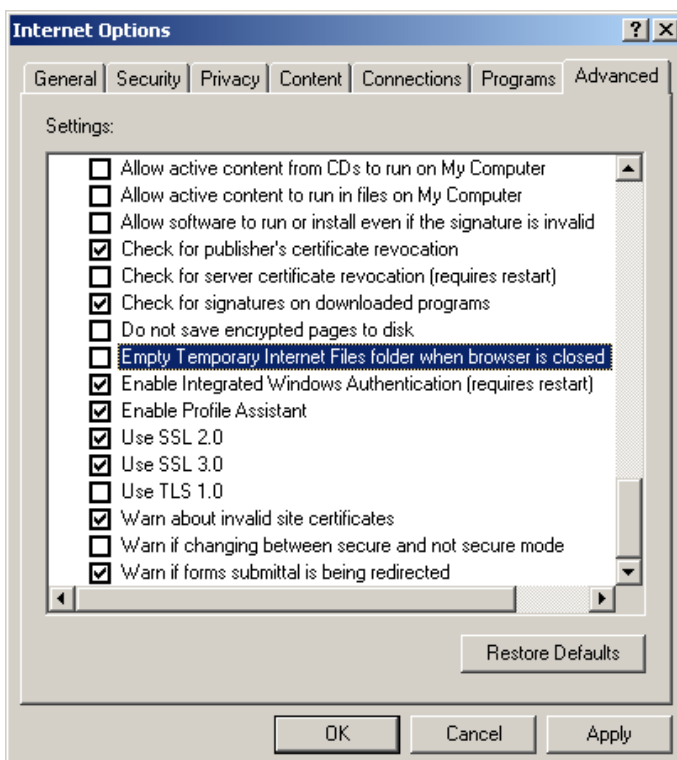 Internet Options
General Security Privacy Content Connections Programs Advanced
Settings:
Allow active content from CDs to run on My Computer
Allow active content to run in files on My Computer
Allow software to run or install even if the signature is invalid
Check for publisher's certificate revocation
Check for server certificate revocation (requires restart)
Check for signatures on downloaded programs
Do not save encrypted pages to disk
Empty Temporary Internet Files folder when browser is closed
Enable Integrated Windows Authentication (requires restart)
Enable Profile Assistant
Use SSL 2.0
Use SSL 3.0
Use TLS 1.0
Warn about invalid site certificates
Warn if changing between secure and not secure mode
Warn if forms submittal is being redirected
Restore Defaults
OK Cancel Apply